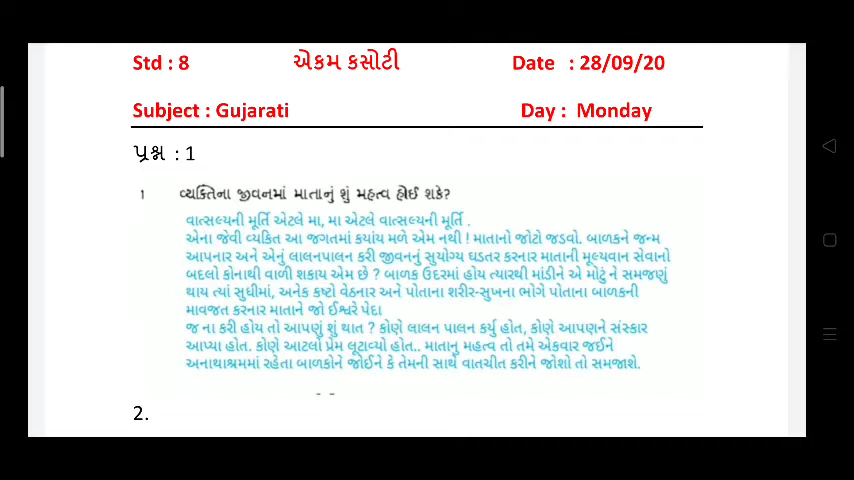 Std : 8 એકમ કસોટી Date : 28/09/20
Subject : Gujarati Day : Monday
પ્રશ્ન : 1
1 વ્યક્તિના જીવનમાં માતાનું શું મહત્વ હોઈ શકે?
વાત્સલ્યની મૂર્તિ એટલે મા, મા એટલે વાત્સલ્યની મૂર્તિ .
એના જેવી વ્યકિત આ જગતમાં કયાંય મળે એમ નથી ! માતાનો જોટો જડવો. બાળકને જન્મ
આપનાર અને એનું લાલનપાલન કરી જીવનનું સુયોગ્ય ઘડતર કરનાર માતાની મૂલ્યવાન સેવાનો
બદલો કોનાથી વાળી શકાય એમ છે ? બાળક ઉદરમાં હોય ત્યારથી માંડીને એ મોટું ને સમજણું
થાય ત્યાં સુધીમાં, અનેક કષ્ટો વેઠનાર અને પોતાના શરીર-સુખના ભોગે પોતાના બાળકની
માવજત કરનાર માતાને જો ઈશ્વરે પેદા
જ ના કરી હોય તો આપણું શું થાત ? કોણે લાલન પાલન કર્યુ હોત, કોણે આપણને સંસ્કાર
આપ્યા હોત. કોણે આટલો પ્રેમ લૂટાવ્યો હોત.. માતાનુ મહત્વ તો તમે એકવાર જઈને
અનાથાશ્રમમાં રહેતા બાળકોને જોઈને કે તેમની સાથે વાતચીત કરીને જોશો તો સમજાશે.
2.